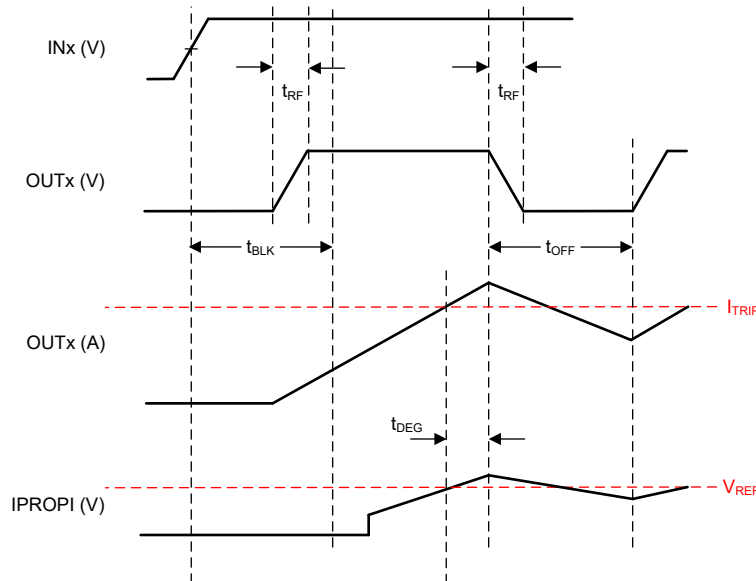 INx (V)
tRF
tRF
OUTx (V)
tBLK
tOFF
ITRIP
OUTx (A)
tDEG
IPROPI (V)
VREF